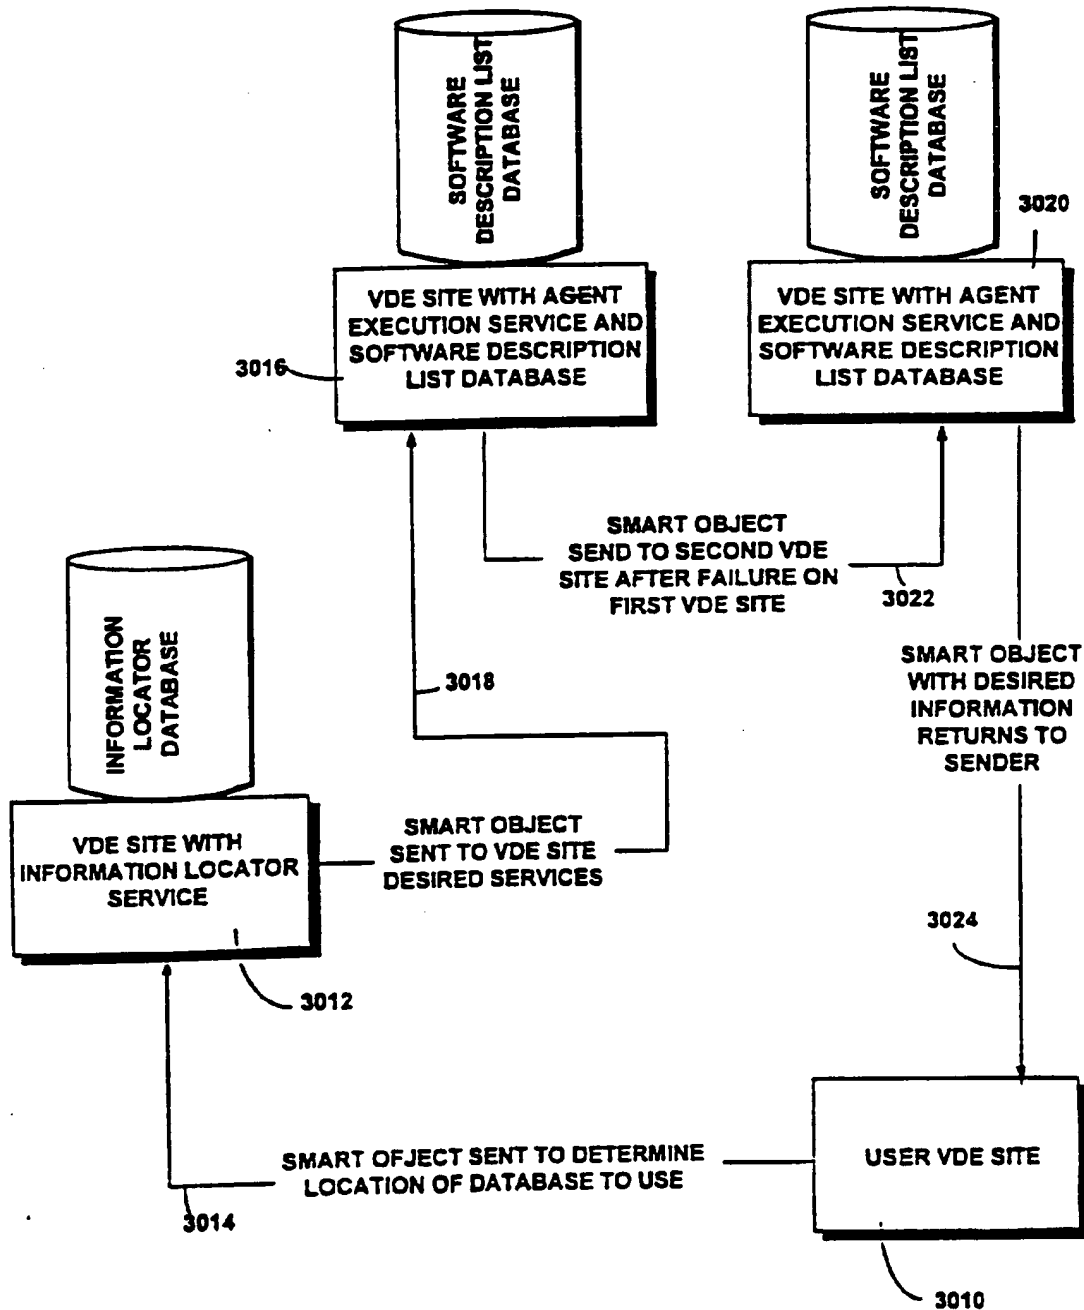 SOFTWARE
DESCRIPTION LIST
DATABASE
SOFTWARE
DESCRIPTION LIST
DATABASE
3020
VDE SITE WITH AGENT
EXECUTION SERVICE AND
SOFTWARE DESCRIPTION
LIST DATABASE
3016
VDE SITE WITH AGENT
EXECUTION SERVICE AND
SOFTWARE DESCRIPTION
LIST DATABASE
SMART OBJECT
SEND TO SECOND VDE
SITE AFTER FAILURE ON
FIRST VDE SITE
3022
INFORMATION
LOCATOR
DATABASE
3018
SMART OBJECT
WITH DESIRED
INFORMATION
RETURNS TO
SENDER
VDE SITE WITH
INFORMATION LOCATOR
SERVICE
SMART OBJECT
SENT TO VDE SITE
DESIRED SERVICES
3024
3012
SMART OFJECT SENT TO DETERMINE
LOCATION OF DATABASE TO USE
USER VDE SITE
3014
3010